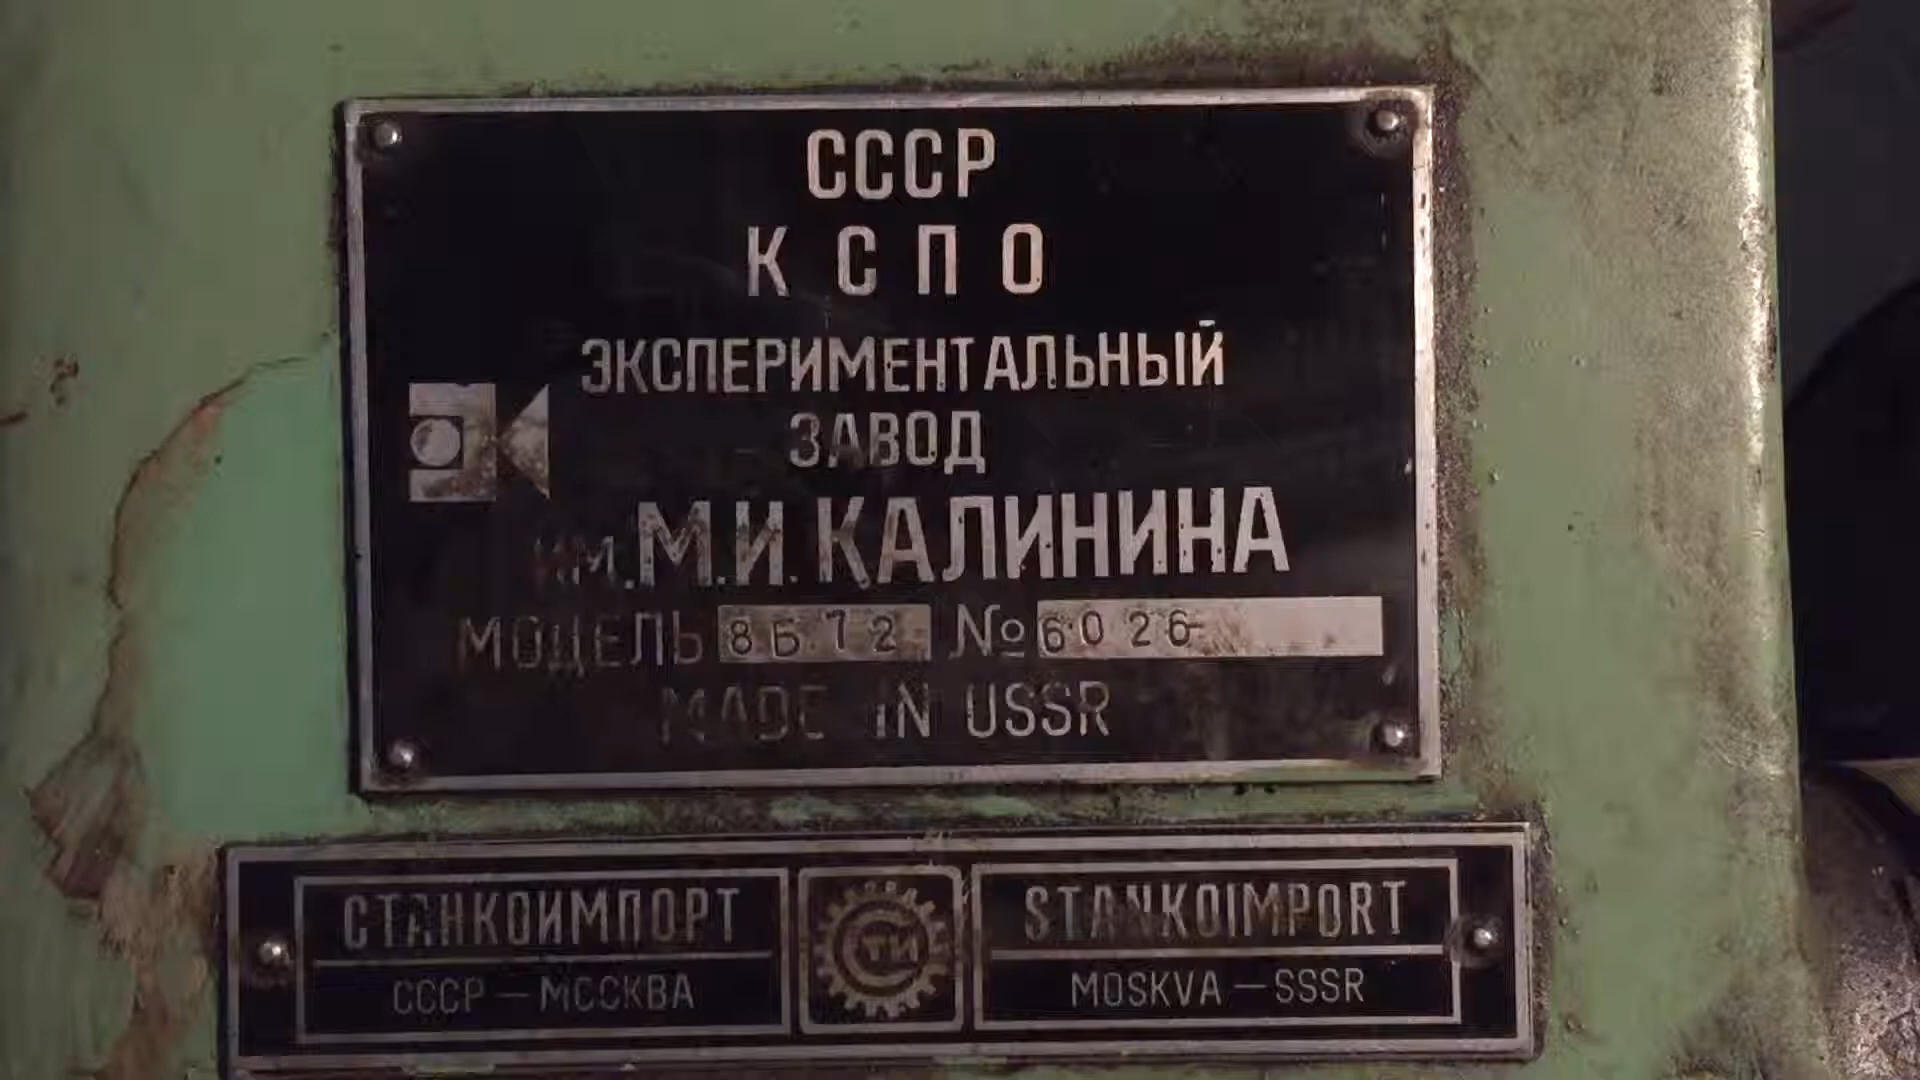 СССР
КСПО
ЭКСПЕРИМЕНТАЛЬНЫЙ
ЗАВОД
ИМ. М.И. КАЛИНИНА
МОДЕЛЬ 8Б72 № 6026
MADE IN USSR
СТАНКОИМПОРТ
СССР — МОСКВА
СТИ
STANKOIMPORT
MOSKVA — SSSR